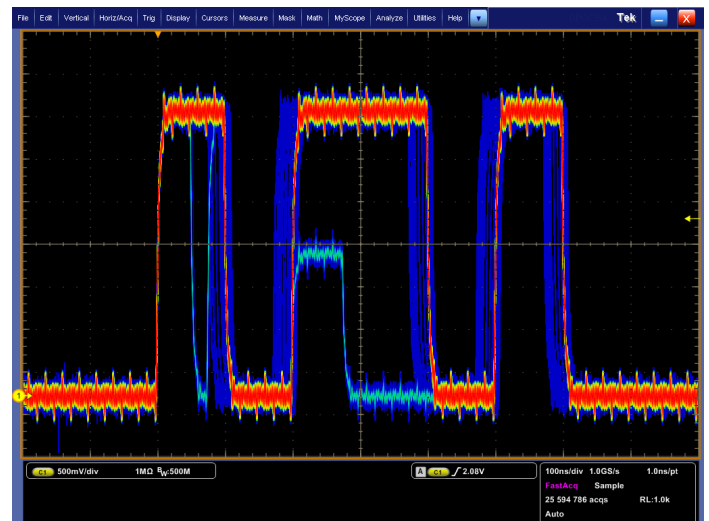 File Edit Vertical Horiz/Acq Trig Display Cursors Measure Mask Math MyScope Analyze Utilities Help Tek X
1
C1 500mV/div 1MΩ BW:500M
A C1 2.08V
100ns/div 1.0GS/s 1.0ns/pt
FastAcq Sample
25 594 786 acqs RL:1.0k
Auto